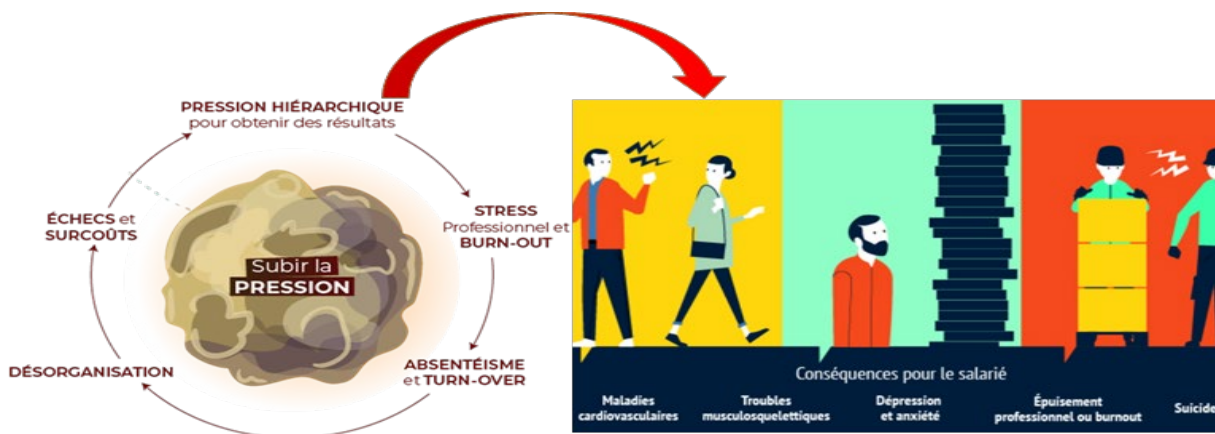 PRESSION HIÉRARCHIQUE
pour obtenir des résultats
STRESS
Professionnel et
BURN-OUT
ABSENTÉISME
et TURN-OVER
DÉSORGANISATION
ÉCHECS et
SURCOÛTS
Subir la
PRESSION
Conséquences pour le salarié
Maladies
cardiovasculaires
Troubles
musculosquelettiques
Dépression
et anxiété
Épuisement
professionnel ou burnout
Suicide